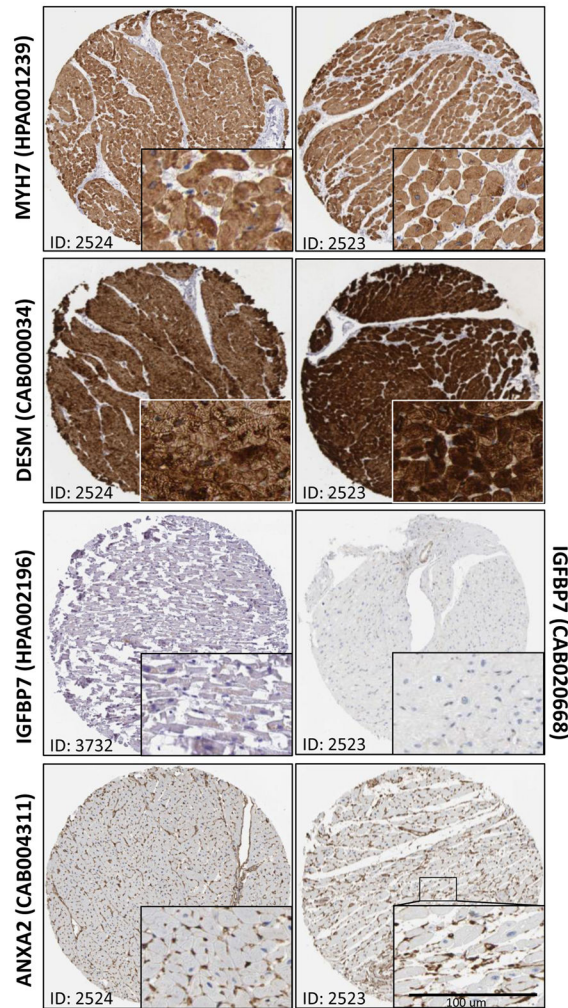 MYH7 (HPA001239)
ID: 2524
ID: 2523
DESM (CAB000034)
ID: 2524
ID: 2523
IGFBP7 (HPA002196)
ID: 3732
ID: 2523
IGFBP7 (CAB020668)
ANXA2 (CAB004311)
ID: 2524
ID: 2523
100 um